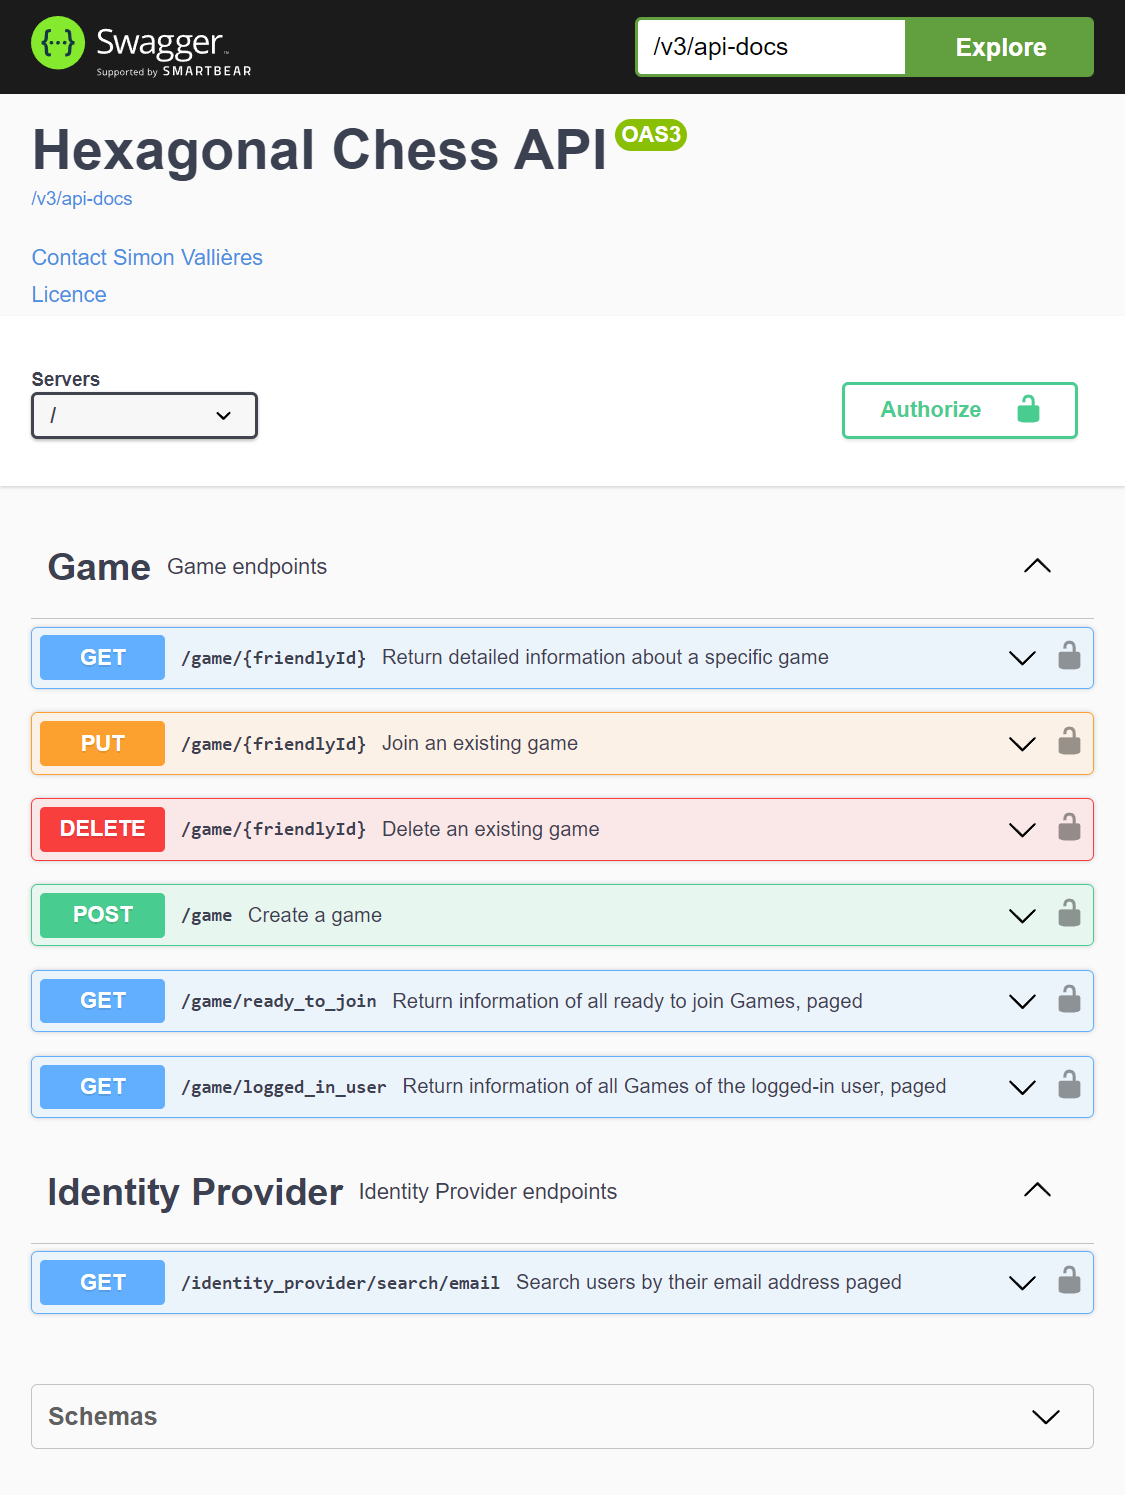 Swagger™
Supported by SMARTBEAR
/v3/api-docs
Explore
Hexagonal Chess API OAS3
/v3/api-docs
Contact Simon Vallières
Licence
Servers
/
Authorize
Game Game endpoints
GET /game/{friendlyId} Return detailed information about a specific game
PUT /game/{friendlyId} Join an existing game
DELETE /game/{friendlyId} Delete an existing game
POST /game Create a game
GET /game/ready_to_join Return information of all ready to join Games, paged
GET /game/logged_in_user Return information of all Games of the logged-in user, paged
Identity Provider Identity Provider endpoints
GET /identity_provider/search/email Search users by their email address paged
Schemas